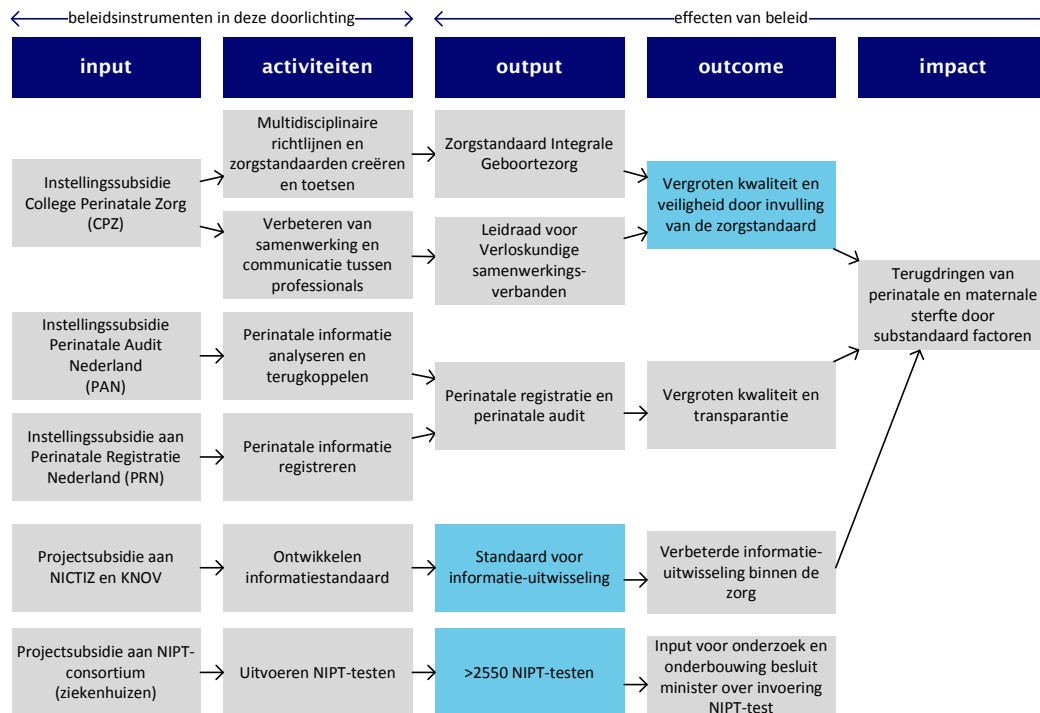 beleidsinstrumenten in deze doorlichting
effecten van beleid
input
activiteiten
output
outcome
impact
Instellingssubsidie
College Perinatale Zorg
(CPZ)
Multidisciplinaire
richtlijnen en
zorgstandaarden creëren
en toetsen
Zorgstandaard Integrale
Geboortezorg
Verbeteren van
samenwerking en
communicatie tussen
professionals
Leidraad voor
Verloskundige
samenwerkings-
verbanden
Vergroten kwaliteit en
veiligheid door invulling
van de zorgstandaard
Terugdringen van
perinatale en maternale
sterfte door
substandaard factoren
Instellingssubsidie
Perinatale Audit
Nederland
(PAN)
Perinatale informatie
analyseren en
terugkoppelen
Perinatale registratie en
perinatale audit
Vergroten kwaliteit en
transparantie
Instellingssubsidie aan
Perinatale Registratie
Nederland (PRN)
Perinatale informatie
registreren
Projectsubsidie aan
NICTIZ en KNOV
Ontwikkelen
informatiestandaard
Standaard voor
informatie-uitwisseling
Verbeterde informatie-
uitwisseling binnen de
zorg
Projectsubsidie aan NIPT-
consortium
(ziekenhuizen)
Uitvoeren NIPT-testen
>2550 NIPT-testen
Input voor onderzoek en
onderbouwing besluit
minister over invoering
NIPT-test